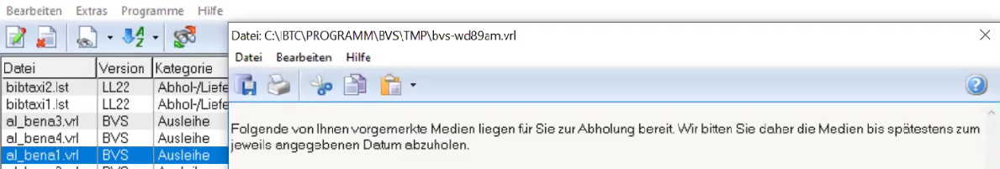 Bearbeiten Extras Programme Hilfe
Datei: C:\BTC\PROGRAMM\BVS\TMP\bvs-wd89am.vrl
Datei Bearbeiten Hilfe
Datei Version Kategorie
bibtaxi2.lst LL22 Abhol-/Liefe
bibtaxi1.lst LL22 Abhol-/Liefe
al_bena3.vrl BVS Ausleihe
al_bena4.vrl BVS Ausleihe
al_bena1.vrl BVS Ausleihe
Folgende von Ihnen vorgemerkte Medien liegen für Sie zur Abholung bereit. Wir bitten Sie daher die Medien bis spätestens zum
jeweils angegebenen Datum abzuholen.